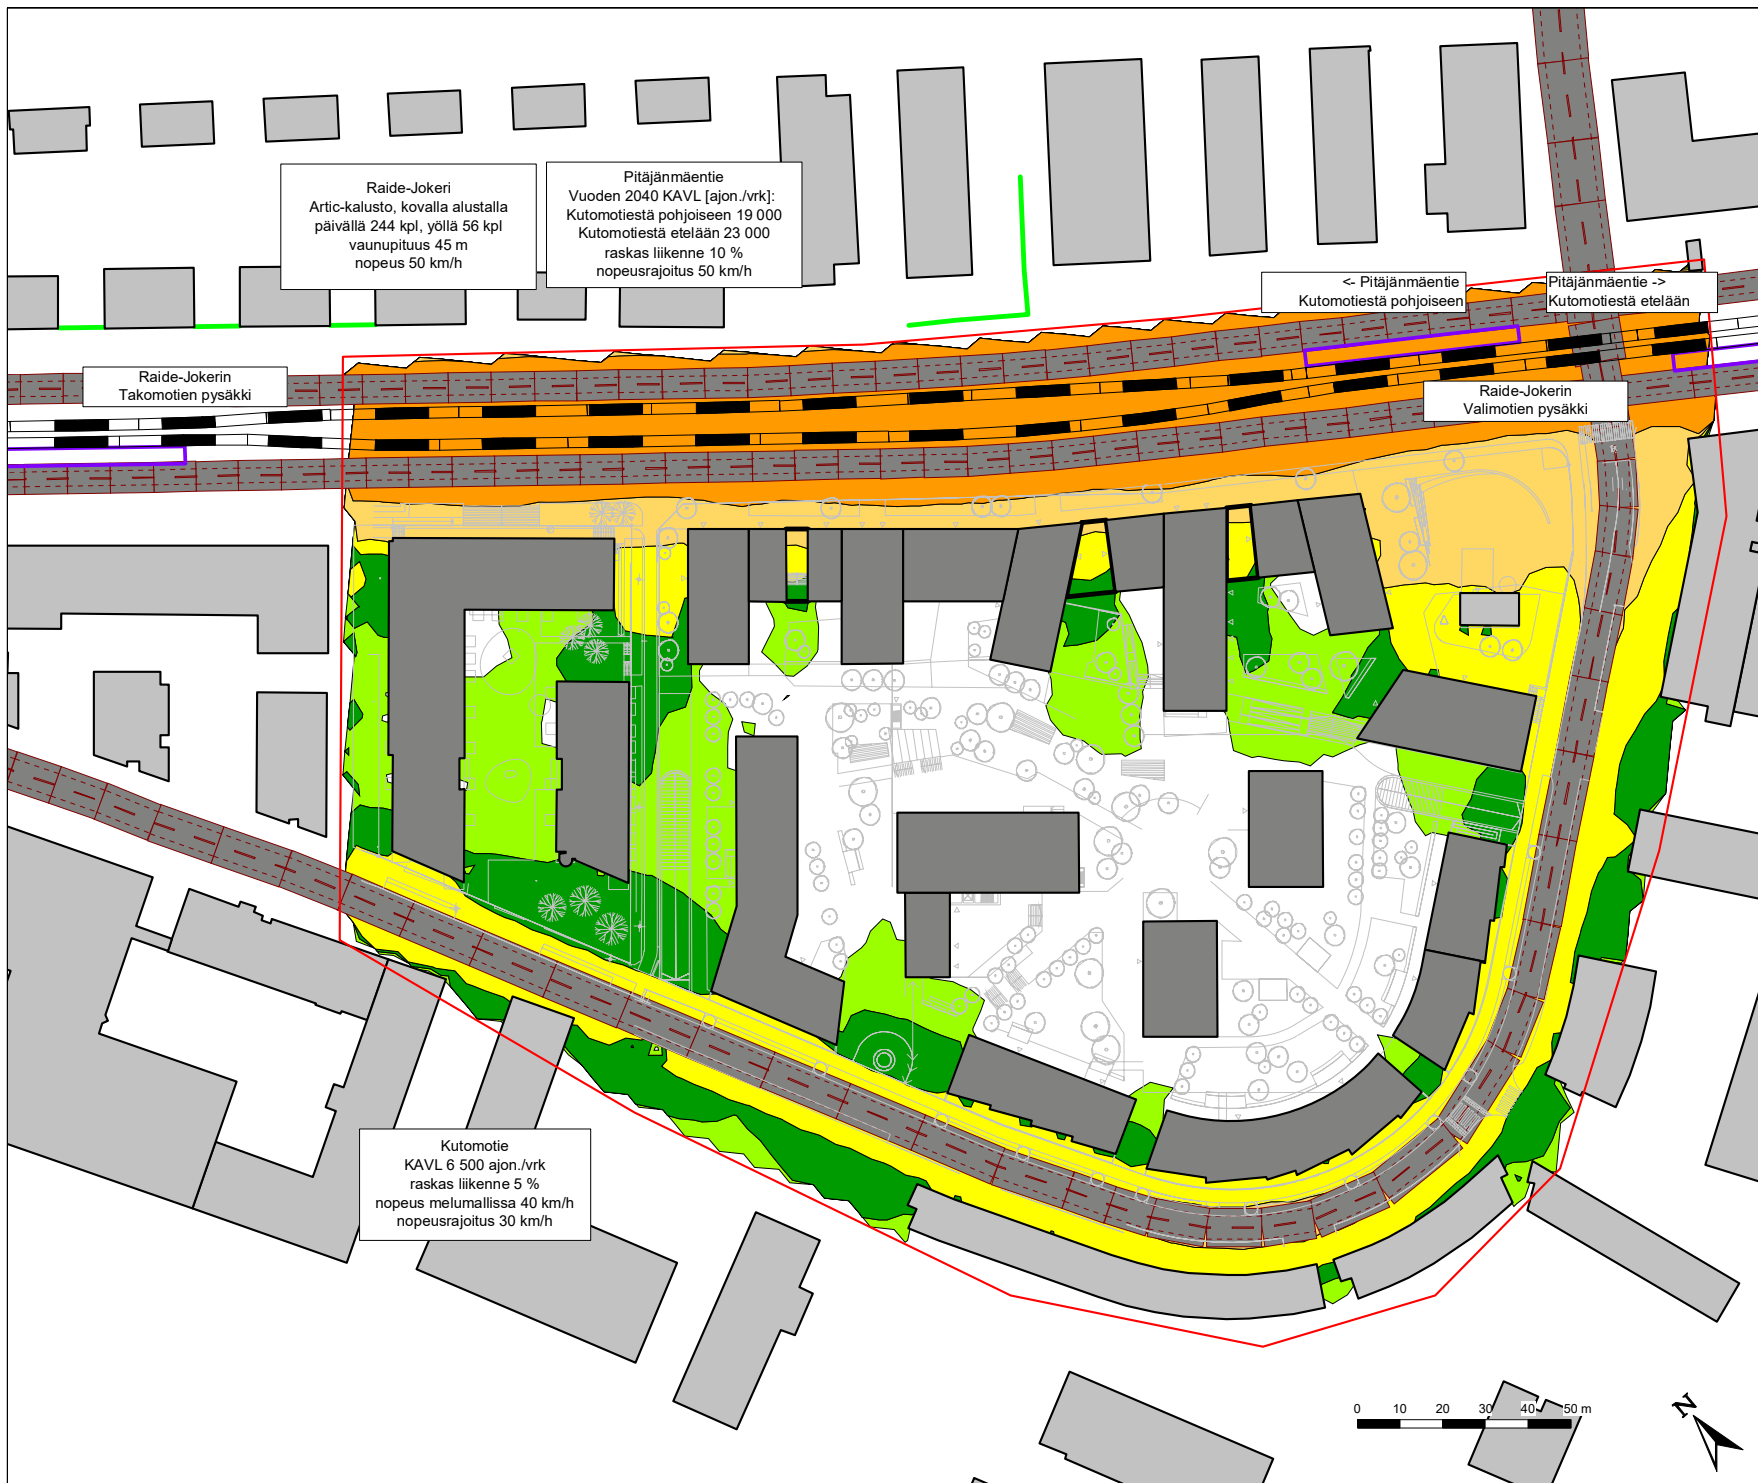 Raide-Jokeri
Artic-kalusto, kovalla alustalla
päivällä 244 kpl, yöllä 56 kpl
vaunupituus 45 m
nopeus 50 km/h
Pitäjänmäentie
Vuoden 2040 KAVL [ajon./vrk]:
Kutomotiestä pohjoiseen 19 000
Kutomotiestä etelään 23 000
raskas liikenne 10 %
nopeusrajoitus 50 km/h
<- Pitäjänmäentie
Kutomotiestä pohjoiseen
Pitäjänmäentie ->
Kutomotiestä etelään
Raide-Jokerin
Takomotien pysäkki
Raide-Jokerin
Valimotien pysäkki
Kutomotie
KAVL 6 500 ajon./vrk
raskas liikenne 5 %
nopeus melumallissa 40 km/h
nopeusrajoitus 30 km/h
0 10 20 30 40 50 m
N